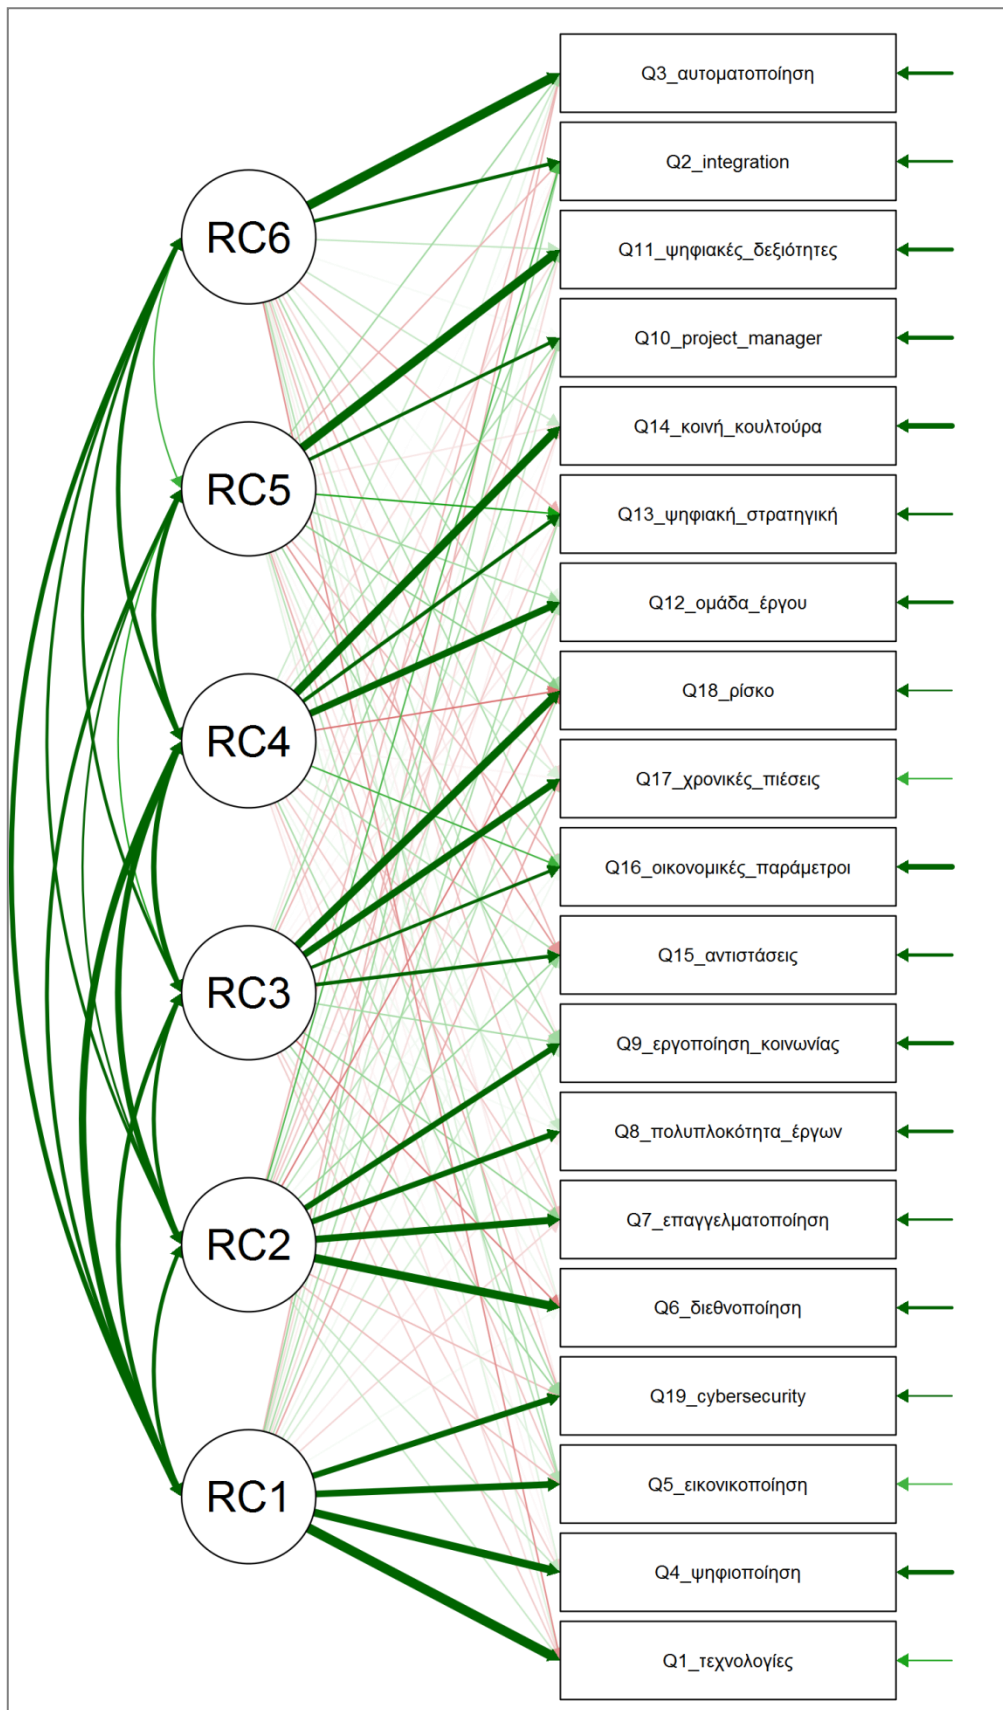 RC6
RC5
RC4
RC3
RC2
RC1
Q3_αυτοματοποίηση
Q2_integration
Q11_ψηφιακές_δεξιότητες
Q10_project_manager
Q14_κοινή_κουλτούρα
Q13_ψηφιακή_στρατηγική
Q12_ομάδα_έργου
Q18_ρίσκο
Q17_χρονικές_πιέσεις
Q16_οικονομικές_παράμετροι
Q15_αντιστάσεις
Q9_εργοποίηση_κοινωνίας
Q8_πολυπλοκότητα_έργων
Q7_επαγγελματοποίηση
Q6_διεθνοποίηση
Q19_cybersecurity
Q5_εικονικοποίηση
Q4_ψηφιοποίηση
Q1_τεχνολογίες